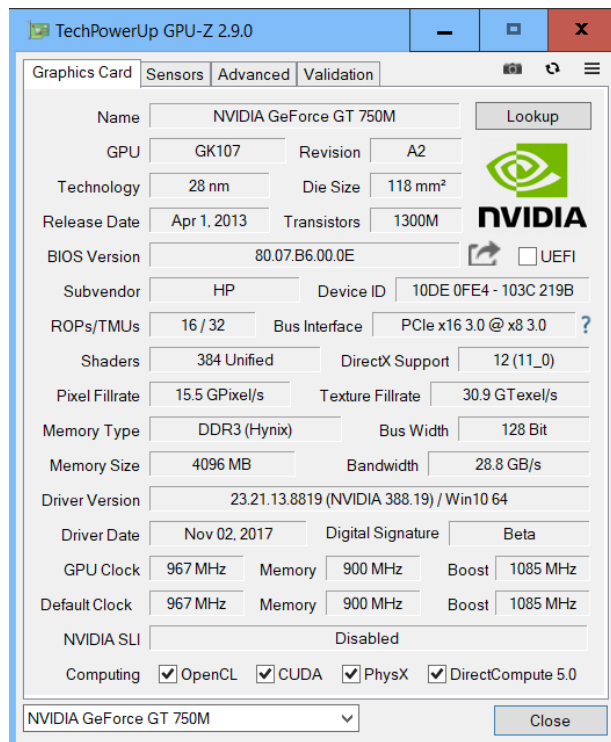 TechPowerUp GPU-Z 2.9.0
Graphics Card Sensors Advanced Validation
Name NVIDIA GeForce GT 750M Lookup
GPU GK107 Revision A2
Technology 28 nm Die Size 118 mm²
Release Date Apr 1, 2013 Transistors 1300M
NVIDIA
BIOS Version 80.07.B6.00.0E UEFI
Subvendor HP Device ID 10DE 0FE4 - 103C 219B
ROPs/TMUs 16 / 32 Bus Interface PCIe x16 3.0 @ x8 3.0 ?
Shaders 384 Unified DirectX Support 12 (11_0)
Pixel Fillrate 15.5 GPixel/s Texture Fillrate 30.9 GTexel/s
Memory Type DDR3 (Hynix) Bus Width 128 Bit
Memory Size 4096 MB Bandwidth 28.8 GB/s
Driver Version 23.21.13.8819 (NVIDIA 388.19) / Win10 64
Driver Date Nov 02, 2017 Digital Signature Beta
GPU Clock 967 MHz Memory 900 MHz Boost 1085 MHz
Default Clock 967 MHz Memory 900 MHz Boost 1085 MHz
NVIDIA SLI Disabled
Computing OpenCL CUDA PhysX DirectCompute 5.0
NVIDIA GeForce GT 750M Close